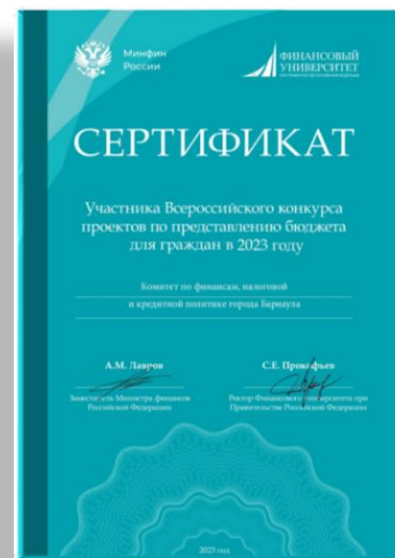 Минфин
России
ФИНАНСОВЫЙ
УНИВЕРСИТЕТ
СЕРТИФИКАТ
Участника Всероссийского конкурса
проектов по представлению бюджета
для граждан в 2023 году
Комитет по финансам, налоговой
и кредитной политике города Барнаула
А.М. Лавров
С.Е. Прокофьев
Заместитель Министра финансов
Российской Федерации
Ректор Финансового университета при
Правительстве Российской Федерации
2023 год